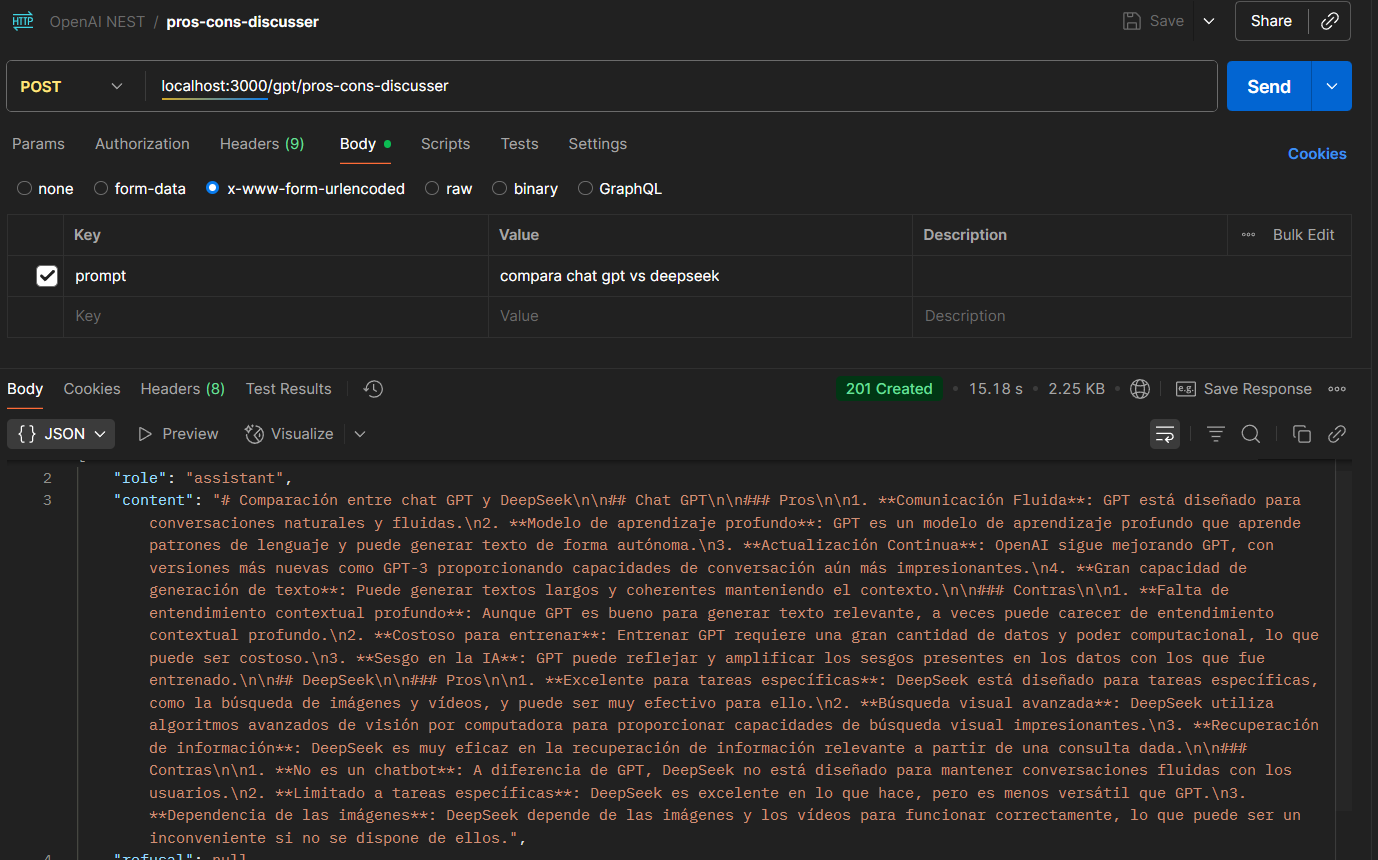 HTTP OpenAI NEST / pros-cons-discusser Save Share
POST localhost:3000/gpt/pros-cons-discusser Send
Params Authorization Headers (9) Body Scripts Tests Settings Cookies
none form-data x-www-form-urlencoded raw binary GraphQL
Key Value Description Bulk Edit
prompt compara chat gpt vs deepseek
Key Value Description
Body Cookies Headers (8) Test Results 201 Created 15.18 s 2.25 KB e.g. Save Response
{} JSON Preview Visualize
2 "role": "assistant",
3 "content": "# Comparación entre chat GPT y DeepSeek\n\n## Chat GPT\n\n### Pros\n\n1. **Comunicación Fluida**: GPT está diseñado para
conversaciones naturales y fluidas.\n2. **Modelo de aprendizaje profundo**: GPT es un modelo de aprendizaje profundo que aprende
patrones de lenguaje y puede generar texto de forma autónoma.\n3. **Actualización Continua**: OpenAI sigue mejorando GPT, con
versiones más nuevas como GPT-3 proporcionando capacidades de conversación aún más impresionantes.\n4. **Gran capacidad de
generación de texto**: Puede generar textos largos y coherentes manteniendo el contexto.\n\n### Contras\n\n1. **Falta de
entendimiento contextual profundo**: Aunque GPT es bueno para generar texto relevante, a veces puede carecer de entendimiento
contextual profundo.\n2. **Costoso para entrenar**: Entrenar GPT requiere una gran cantidad de datos y poder computacional, lo que
puede ser costoso.\n3. **Sesgo en la IA**: GPT puede reflejar y amplificar los sesgos presentes en los datos con los que fue
entrenado.\n\n## DeepSeek\n\n### Pros\n\n1. **Excelente para tareas específicas**: DeepSeek está diseñado para tareas específicas,
como la búsqueda de imágenes y vídeos, y puede ser muy efectivo para ello.\n2. **Búsqueda visual avanzada**: DeepSeek utiliza
algoritmos avanzados de visión por computadora para proporcionar capacidades de búsqueda visual impresionantes.\n3. **Recuperación
de información**: DeepSeek es muy eficaz en la recuperación de información relevante a partir de una consulta dada.\n\n###
Contras\n\n1. **No es un chatbot**: A diferencia de GPT, DeepSeek no está diseñado para mantener conversaciones fluidas con los
usuarios.\n2. **Limitado a tareas específicas**: DeepSeek es excelente en lo que hace, pero es menos versátil que GPT.\n3.
**Dependencia de las imágenes**: DeepSeek depende de las imágenes y los vídeos para funcionar correctamente, lo que puede ser un
inconveniente si no se dispone de ellos.",
4 "refusal": null